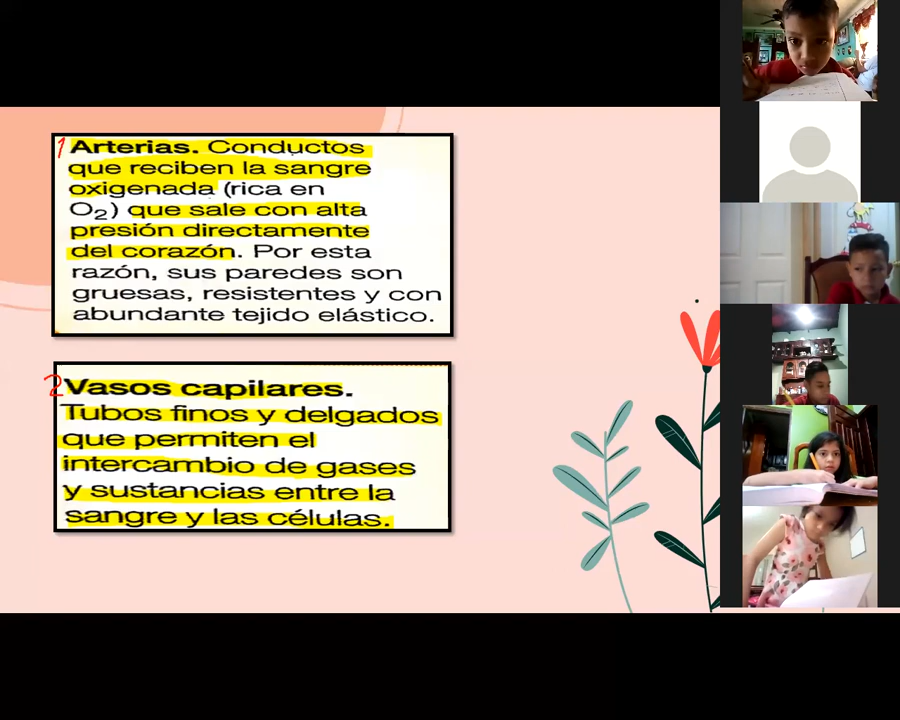 1 Arterias. Conductos
que reciben la sangre
oxigenada (rica en
O₂) que sale con alta
presión directamente
del corazón. Por esta
razón, sus paredes son
gruesas, resistentes y con
abundante tejido elástico.
2 Vasos capilares.
Tubos finos y delgados
que permiten el
intercambio de gases
y sustancias entre la
sangre y las células.